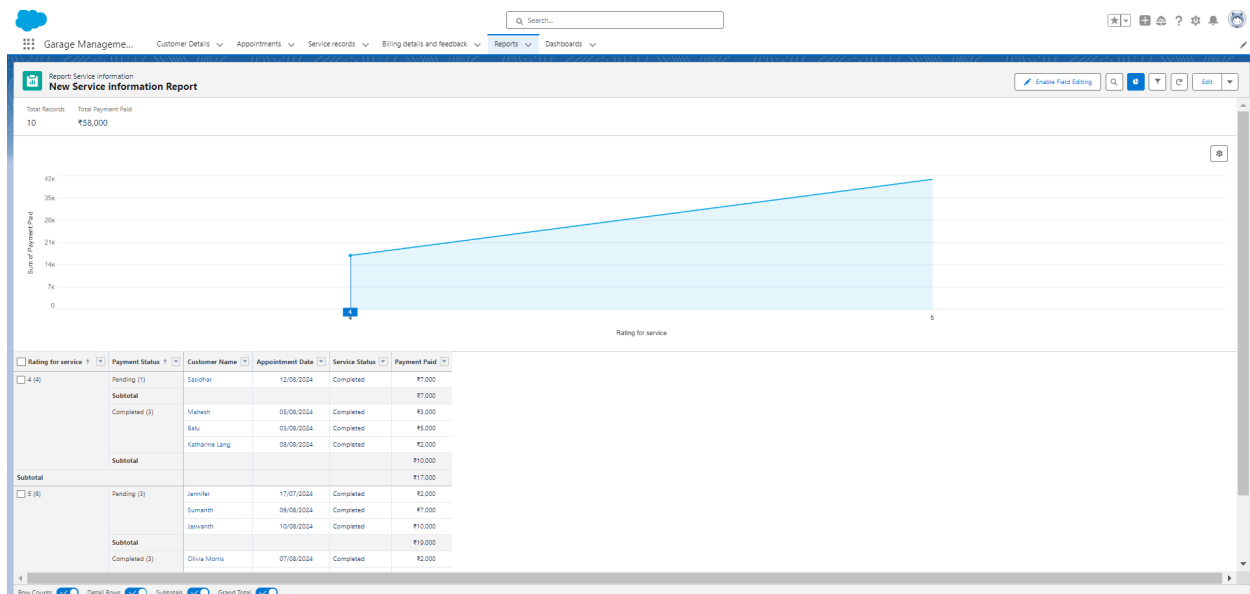 Search...
Garage Manageme... Customer Details Appointments Service records Billing details and feedback Reports Dashboards
Report: Service information
New Service information Report
Enable Field Editing Edit
Total Records Total Payment Paid
10 ₹58,000
42K
35K
28K
21K
14K
7K
0
Sum of Payment Paid
4
4 5
Rating for service
Rating for service ↑ Payment Status ↑ Customer Name Appointment Date Service Status Payment Paid
4 (4) Pending (1) Sasidhar 12/08/2024 Completed ₹7,000
Subtotal ₹7,000
Completed (3) Mahesh 05/08/2024 Completed ₹3,000
Balu 03/08/2024 Completed ₹5,000
Katharine Lang 08/08/2024 Completed ₹2,000
Subtotal ₹10,000
Subtotal ₹17,000
5 (6) Pending (3) Jennifer 17/07/2024 Completed ₹2,000
Sumanth 06/08/2024 Completed ₹7,000
Jaswanth 10/08/2024 Completed ₹10,000
Subtotal ₹19,000
Completed (3) Olivia Morris 07/08/2024 Completed ₹2,000
Row Counts Detail Rows Subtotals Grand Total